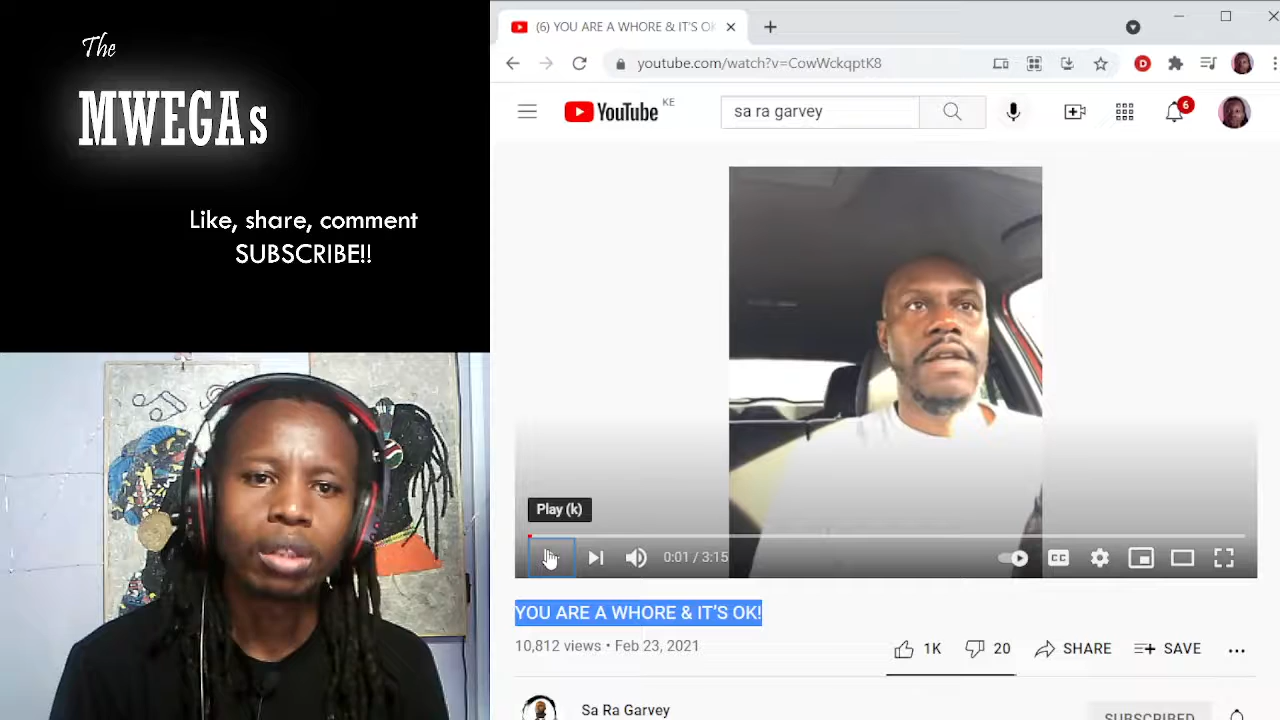 The
MWEGAs
Like, share, comment
SUBSCRIBE!!
(6) YOU ARE A WHORE & IT'S OK
youtube.com/watch?v=CowWckqptK8
D
YouTube KE
sa ra garvey
6
Play (k)
0:01 / 3:15
CC
YOU ARE A WHORE & IT'S OK!
10,812 views • Feb 23, 2021
1K
20
SHARE
SAVE
Sa Ra Garvey
SUBSCRIBED